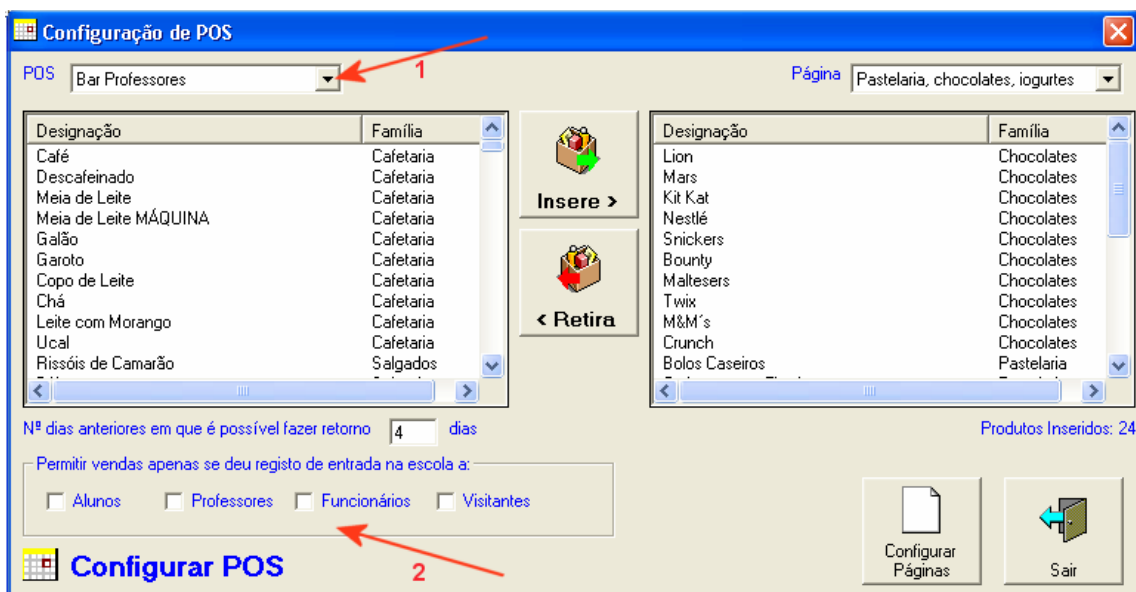 Configuração de POS
POS Bar Professores 1 Página Pastelaria, chocolates, iogurtes
Designação Família
Café Cafetaria
Descafeinado Cafetaria
Meia de Leite Cafetaria
Meia de Leite MÁQUINA Cafetaria
Galão Cafetaria
Garoto Cafetaria
Copo de Leite Cafetaria
Chá Cafetaria
Leite com Morango Cafetaria
Ucal Cafetaria
Rissóis de Camarão Salgados
Insere >
< Retira
Designação Família
Lion Chocolates
Mars Chocolates
Kit Kat Chocolates
Nestlé Chocolates
Snickers Chocolates
Bounty Chocolates
Maltesers Chocolates
Twix Chocolates
M&M´s Chocolates
Crunch Chocolates
Bolos Caseiros Pastelaria
Nº dias anteriores em que é possível fazer retorno 4 dias
Produtos Inseridos: 24
Permitir vendas apenas se deu registo de entrada na escola a:
Alunos Professores Funcionários Visitantes
2
Configurar POS
Configurar
Páginas
Sair